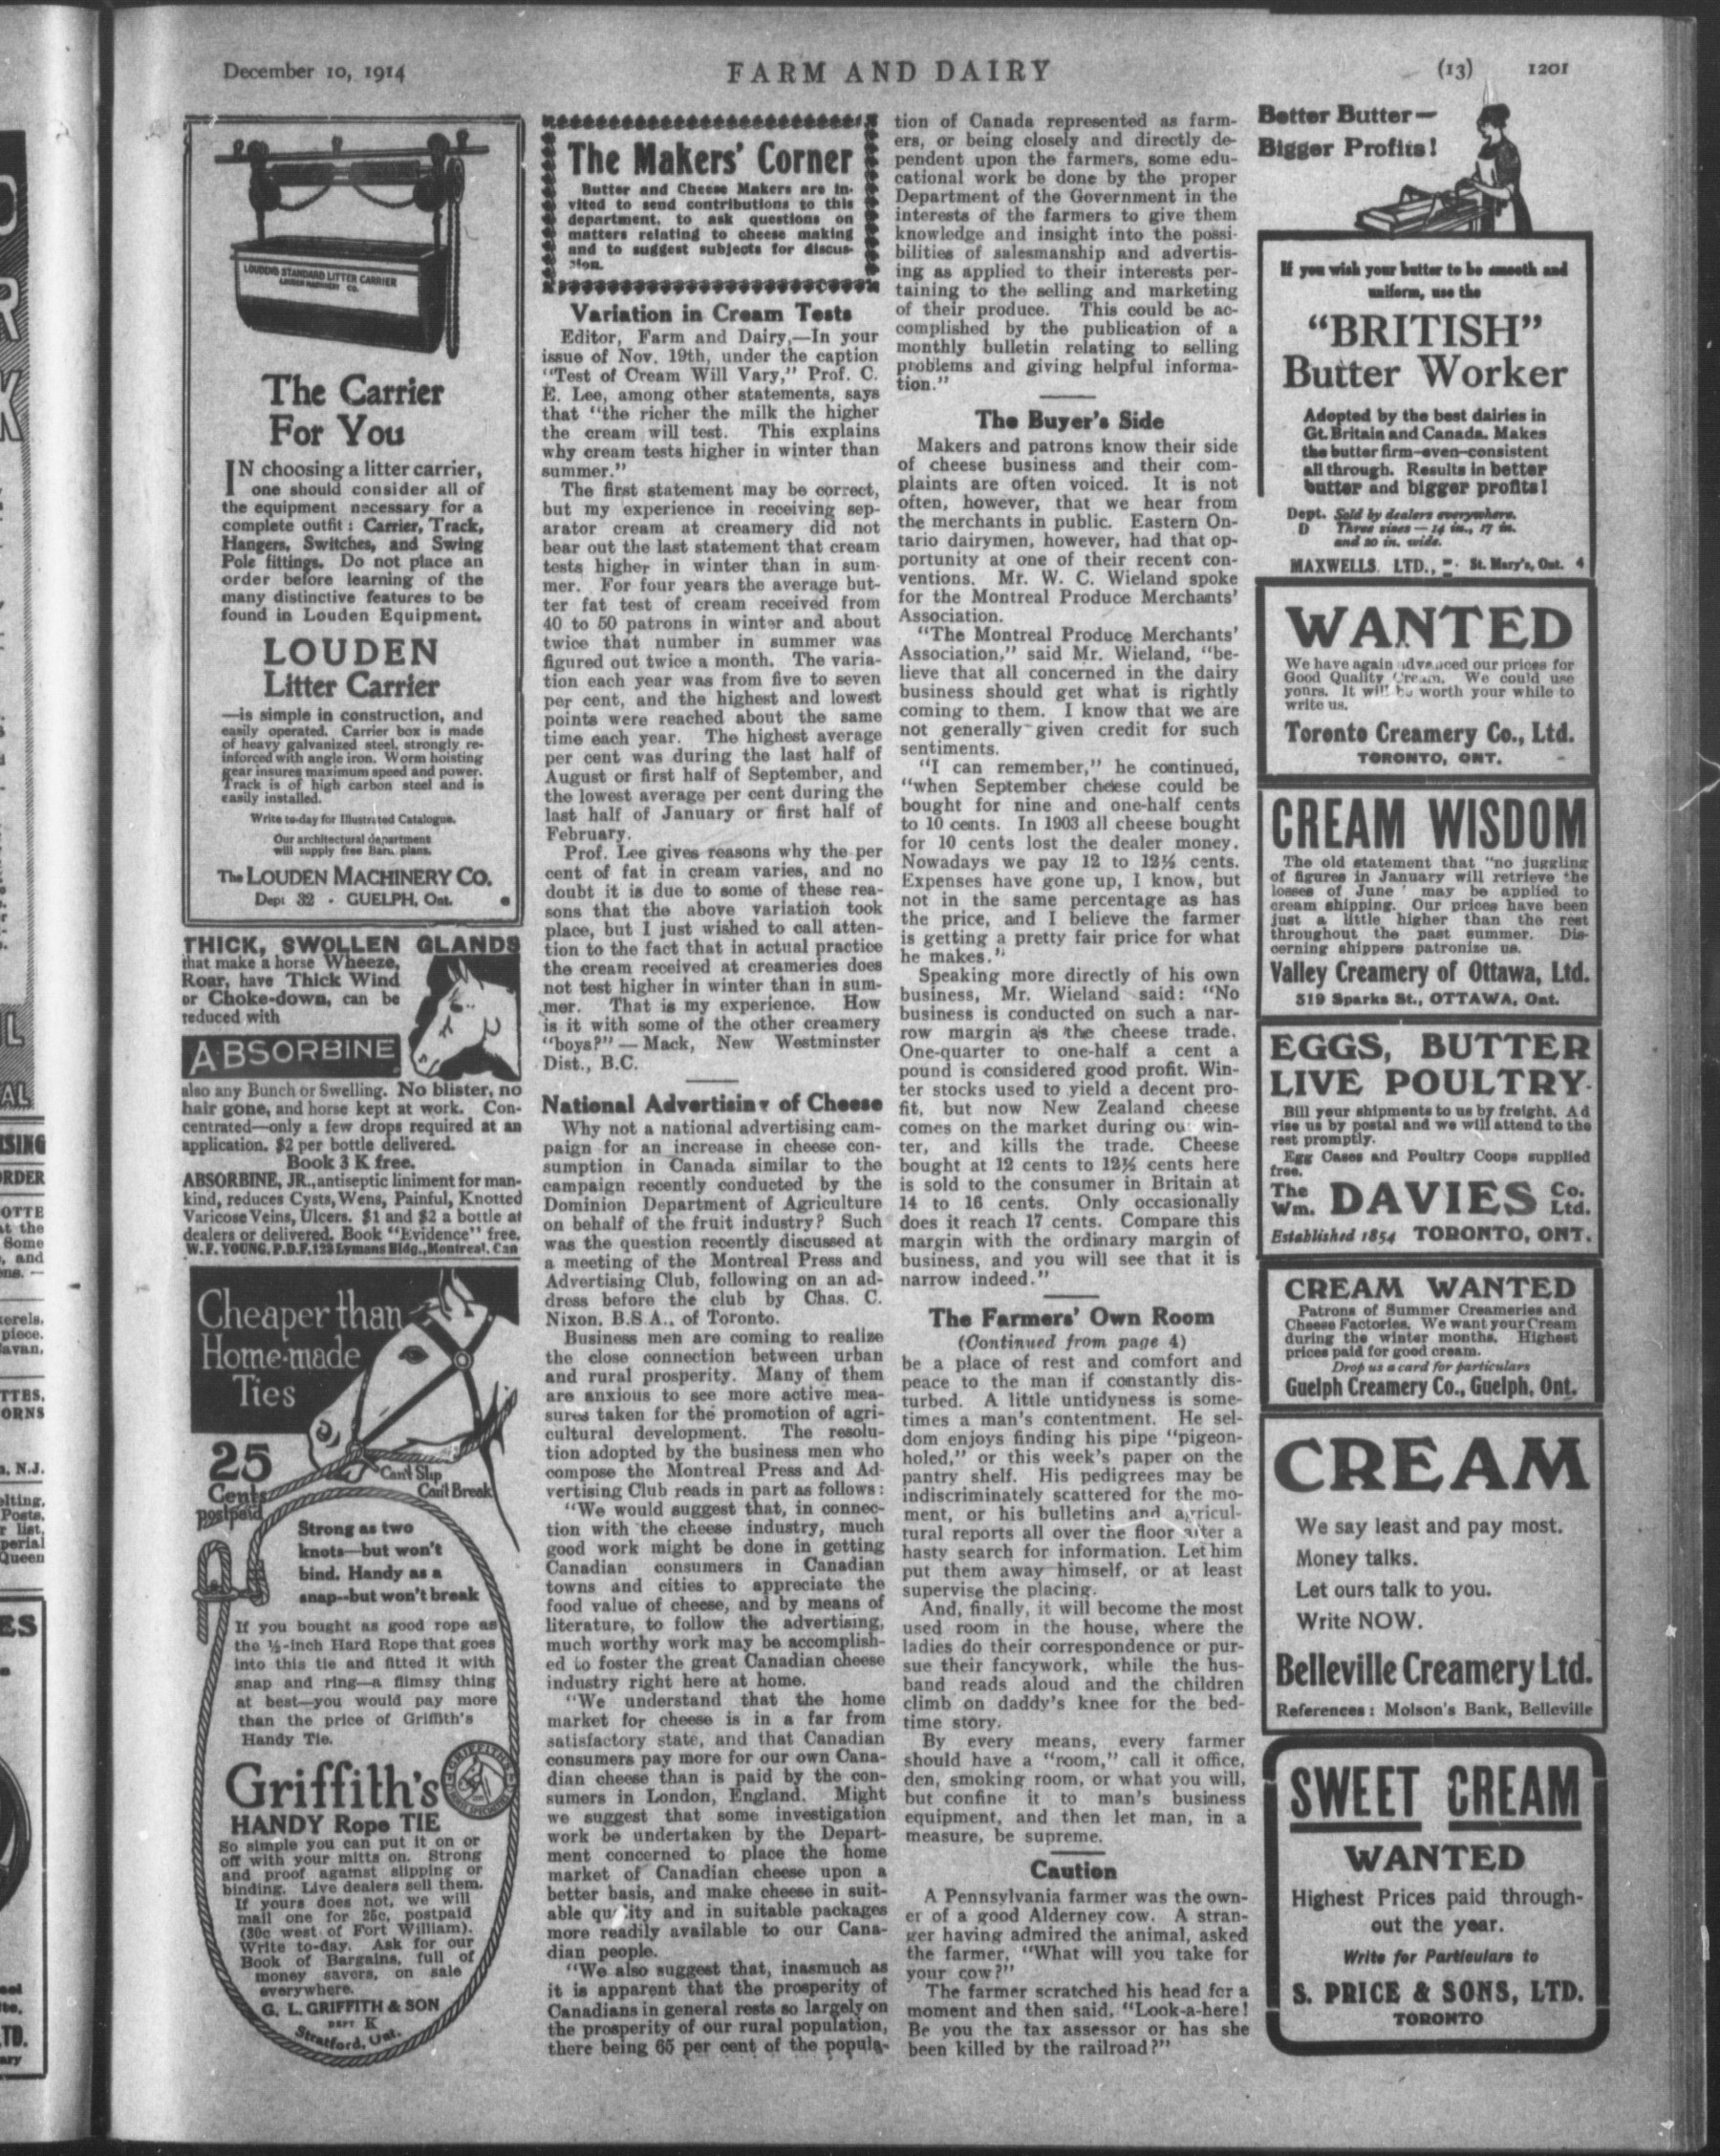 December 10, 1914
FARM AND DAIRY
(13) 1201
LOUDEN STANDARD LITTER CARRIER
LOUDEN MACHINERY CO.
The Carrier
For You
IN choosing a litter carrier,
one should consider all of
the equipment necessary for a
complete outfit: Carrier, Track,
Hangers, Switches, and Swing
Pole fittings. Do not place an
order before learning of the
many distinctive features to be
found in Louden Equipment.
LOUDEN
Litter Carrier
—is simple in construction, and
easily operated. Carrier box is made
of heavy galvanized steel, strongly re-
inforced with angle iron. Worm hoisting
gear insures maximum speed and power.
Track is of high carbon steel and is
easily installed.
Write to-day for Illustrated Catalogue.
Our architectural department
will supply free Barn plans.
The LOUDEN MACHINERY CO.
Dept 32 - GUELPH, Ont.
THICK, SWOLLEN GLANDS
that make a horse Wheeze,
Roar, have Thick Wind
or Choke-down, can be
reduced with
ABSORBINE
also any Bunch or Swelling. No blister, no
hair gone, and horse kept at work. Con-
centrated—only a few drops required at an
application. $2 per bottle delivered.
Book 3 K free.
ABSORBINE, JR., antiseptic liniment for man-
kind, reduces Cysts, Wens, Painful, Knotted
Varicose Veins, Ulcers. $1 and $2 a bottle at
dealers or delivered. Book "Evidence" free.
W. F. YOUNG, P.D.F. 123 Lymans Bldg., Montreal, Can
Cheaper than
Home-made
Ties
25
Cents
postpaid
Can't Slip
Can't Break
Strong as two
knots—but won't
bind. Handy as a
snap--but won't break
If you bought as good rope as
the ½-inch Hard Rope that goes
into this tie and fitted it with
snap and ring—a flimsy thing
at best—you would pay more
than the price of Griffith's
Handy Tie.
Griffith's
HANDY Rope TIE
So simple you can put it on or
off with your mitts on. Strong
and proof against slipping or
binding. Live dealers sell them.
If yours does not, we will
mail one for 25c, postpaid
(30c west of Fort William).
Write to-day. Ask for our
Book of Bargains, full of
money savers, on sale
everywhere.
G. L. GRIFFITH & SON
DEPT K
Stratford, Ont.
The Makers' Corner
Butter and Cheese Makers are in-
vited to send contributions to this
department, to ask questions on
matters relating to cheese making
and to suggest subjects for discus-
sion.
Variation in Cream Tests
Editor, Farm and Dairy,—In your
issue of Nov. 19th, under the caption
"Test of Cream Will Vary," Prof. C.
E. Lee, among other statements, says
that "the richer the milk the higher
the cream will test. This explains
why cream tests higher in winter than
summer."
The first statement may be correct,
but my experience in receiving sep-
arator cream at creamery did not
bear out the last statement that cream
tests higher in winter than in sum-
mer. For four years the average but-
ter fat test of cream received from
40 to 50 patrons in winter and about
twice that number in summer was
figured out twice a month. The varia-
tion each year was from five to seven
per cent, and the highest and lowest
points were reached about the same
time each year. The highest average
per cent was during the last half of
August or first half of September, and
the lowest average per cent during the
last half of January or first half of
February.
Prof. Lee gives reasons why the per
cent of fat in cream varies, and no
doubt it is due to some of these rea-
sons that the above variation took
place, but I just wished to call atten-
tion to the fact that in actual practice
the cream received at creameries does
not test higher in winter than in sum-
mer. That is my experience. How
is it with some of the other creamery
"boys?"—Mack, New Westminster
Dist., B.C.
National Advertising of Cheese
Why not a national advertising cam-
paign for an increase in cheese con-
sumption in Canada similar to the
campaign recently conducted by the
Dominion Department of Agriculture
on behalf of the fruit industry? Such
was the question recently discussed at
a meeting of the Montreal Press and
Advertising Club, following on an ad-
dress before the club by Chas. C.
Nixon, B.S.A., of Toronto.
Business men are coming to realize
the close connection between urban
and rural prosperity. Many of them
are anxious to see more active mea-
sures taken for the promotion of agri-
cultural development. The resolu-
tion adopted by the business men who
compose the Montreal Press and Ad-
vertising Club reads in part as follows:
"We would suggest that, in connec-
tion with the cheese industry, much
good work might be done in getting
Canadian consumers in Canadian
towns and cities to appreciate the
food value of cheese, and by means of
literature, to follow the advertising,
much worthy work may be accomplish-
ed to foster the great Canadian cheese
industry right here at home.
"We understand that the home
market for cheese is in a far from
satisfactory state, and that Canadian
consumers pay more for our own Cana-
dian cheese than is paid by the con-
sumers in London, England. Might
we suggest that some investigation
work be undertaken by the Depart-
ment concerned to place the home
market of Canadian cheese upon a
better basis, and make cheese in suit-
able quality and in suitable packages
more readily available to our Cana-
dian people.
"We also suggest that, inasmuch as
it is apparent that the prosperity of
Canadians in general rests so largely on
the prosperity of our rural population,
there being 65 per cent of the popula-
tion of Canada represented as farm-
ers, or being closely and directly de-
pendent upon the farmers, some edu-
cational work be done by the proper
Department of the Government in the
interests of the farmers to give them
knowledge and insight into the possi-
bilities of salesmanship and advertis-
ing as applied to their interests per-
taining to the selling and marketing
of their produce. This could be ac-
complished by the publication of a
monthly bulletin relating to selling
problems and giving helpful informa-
tion."
The Buyer's Side
Makers and patrons know their side
of cheese business and their com-
plaints are often voiced. It is not
often, however, that we hear from
the merchants in public. Eastern On-
tario dairymen, however, had that op-
portunity at one of their recent con-
ventions. Mr. W. C. Wieland spoke
for the Montreal Produce Merchants'
Association.
"The Montreal Produce Merchants'
Association," said Mr. Wieland, "be-
lieve that all concerned in the dairy
business should get what is rightly
coming to them. I know that we are
not generally given credit for such
sentiments.
"I can remember," he continued,
"when September cheese could be
bought for nine and one-half cents
to 10 cents. In 1903 all cheese bought
for 10 cents lost the dealer money.
Nowadays we pay 12 to 12½ cents.
Expenses have gone up, I know, but
not in the same percentage as has
the price, and I believe the farmer
is getting a pretty fair price for what
he makes."
Speaking more directly of his own
business, Mr. Wieland said: "No
business is conducted on such a nar-
row margin as the cheese trade.
One-quarter to one-half a cent a
pound is considered good profit. Win-
ter stocks used to yield a decent pro-
fit, but now New Zealand cheese
comes on the market during our win-
ter, and kills the trade. Cheese
bought at 12 cents to 12½ cents here
is sold to the consumer in Britain at
14 to 16 cents. Only occasionally
does it reach 17 cents. Compare this
margin with the ordinary margin of
business, and you will see that it is
narrow indeed."
The Farmers' Own Room
(Continued from page 4)
be a place of rest and comfort and
peace to the man if constantly dis-
turbed. A little untidyness is some-
times a man's contentment. He sel-
dom enjoys finding his pipe "pigeon-
holed," or this week's paper on the
pantry shelf. His pedigrees may be
indiscriminately scattered for the mo-
ment, or his bulletins and agricul-
tural reports all over the floor after a
hasty search for information. Let him
put them away himself, or at least
supervise the placing.
And, finally, it will become the most
used room in the house, where the
ladies do their correspondence or pur-
sue their fancywork, while the hus-
band reads aloud and the children
climb on daddy's knee for the bed-
time story.
By every means, every farmer
should have a "room," call it office,
den, smoking room, or what you will,
but confine it to man's business
equipment, and then let man, in a
measure, be supreme.
Caution
A Pennsylvania farmer was the own-
er of a good Alderney cow. A stran-
ger having admired the animal, asked
the farmer, "What will you take for
your cow?"
The farmer scratched his head for a
moment and then said, "Look-a-here!
Be you the tax assessor or has she
been killed by the railroad?"
Better Butter—
Bigger Profits!
If you wish your butter to be smooth and
uniform, use the
"BRITISH"
Butter Worker
Adopted by the best dairies in
Gt. Britain and Canada. Makes
the butter firm-even-consistent
all through. Results in better
butter and bigger profits!
Dept. D
Sold by dealers everywhere.
Three sizes — 14 in., 17 in.
and 20 in. wide.
MAXWELLS LTD., - St. Mary's, Ont. 4
WANTED
We have again advanced our prices for
Good Quality Cream. We could use
yours. It will be worth your while to
write us.
Toronto Creamery Co., Ltd.
TORONTO, ONT.
CREAM WISDOM
The old statement that "no juggling
of figures in January will retrieve the
losses of June" may be applied to
cream shipping. Our prices have been
just a little higher than the rest
throughout the past summer. Dis-
cerning shippers patronize us.
Valley Creamery of Ottawa, Ltd.
519 Sparks St., OTTAWA, Ont.
EGGS, BUTTER
LIVE POULTRY
Bill your shipments to us by freight. Ad
vise us by postal and we will attend to the
rest promptly.
Egg Cases and Poultry Coops supplied
free.
The Wm. DAVIES Co. Ltd.
Established 1854 TORONTO, ONT.
CREAM WANTED
Patrons of Summer Creameries and
Cheese Factories. We want your Cream
during the winter months. Highest
prices paid for good cream.
Drop us a card for particulars
Guelph Creamery Co., Guelph, Ont.
CREAM
We say least and pay most.
Money talks.
Let ours talk to you.
Write NOW.
Belleville Creamery Ltd.
References: Molson's Bank, Belleville
SWEET CREAM
WANTED
Highest Prices paid through-
out the year.
Write for Particulars to
S. PRICE & SONS, LTD.
TORONTO